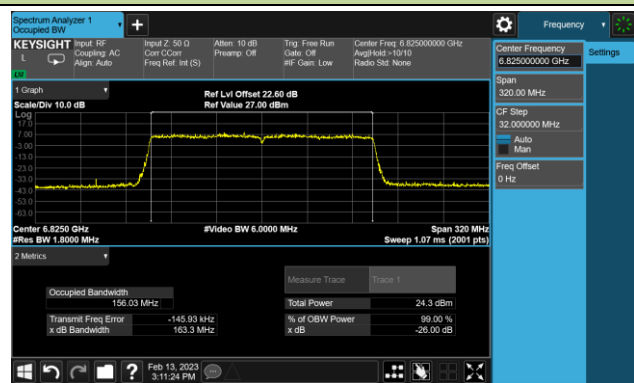 Spectrum Analyzer 1
Occupied BW
+
Frequency
KEYSIGHT
L
Input: RF
Coupling: AC
Align: Auto
Input Z: 50 Ω
Corr CCorr
Freq Ref: Int (S)
Atten: 10 dB
Preamp: Off
Trig: Free Run
Gate: Off
#IF Gain: Low
Center Freq: 6.825000000 GHz
Avg|Hold:>10/10
Radio Std: None
Center Frequency
6.825000000 GHz
Settings
Span
320.00 MHz
CF Step
32.000000 MHz
Auto
Man
Freq Offset
0 Hz
1 Graph
Scale/Div 10.0 dB
Ref Lvl Offset 22.60 dB
Ref Value 27.00 dBm
Log
17.0
7.00
-3.00
-13.0
-23.0
-33.0
-43.0
-53.0
-63.0
Center 6.8250 GHz
#Video BW 6.0000 MHz
Span 320 MHz
#Res BW 1.8000 MHz
Sweep 1.07 ms (2001 pts)
2 Metrics
Measure Trace
Trace 1
Occupied Bandwidth
156.03 MHz
Total Power
24.3 dBm
Transmit Freq Error
-145.93 kHz
% of OBW Power
99.00 %
x dB Bandwidth
163.3 MHz
x dB
-26.00 dB
?
Feb 13, 2023
3:11:24 PM